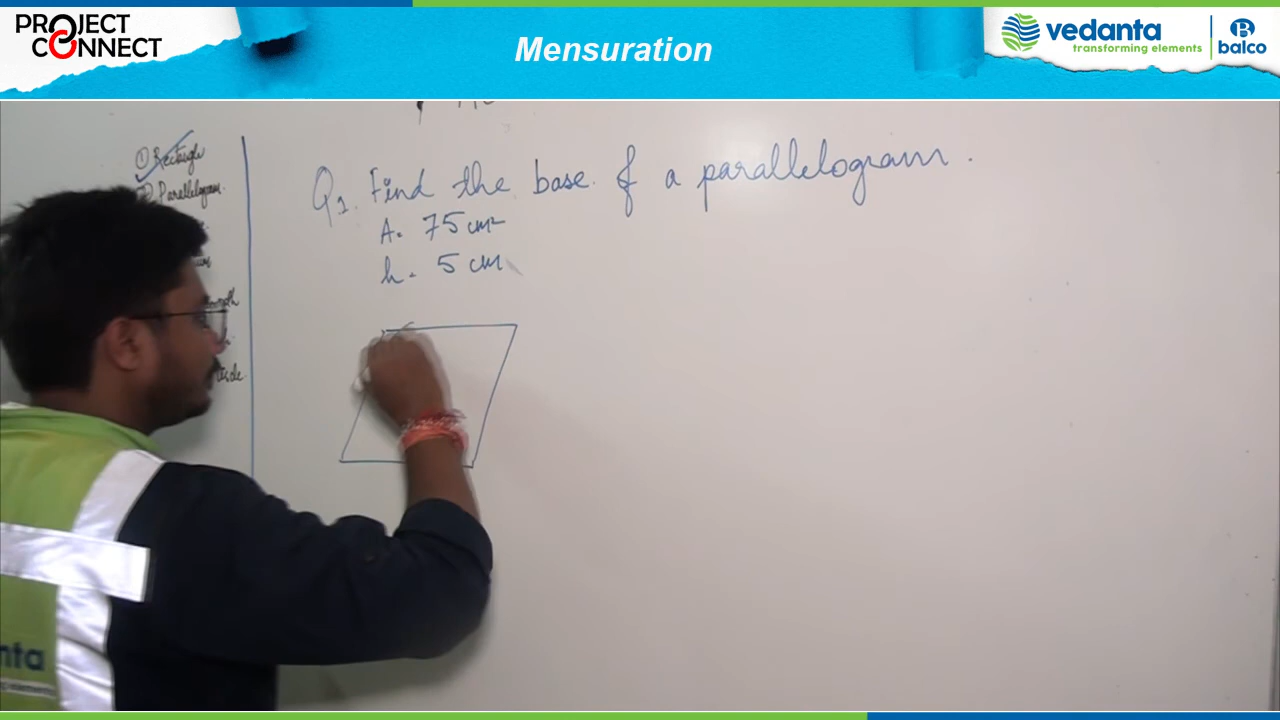 PROJECT
CONNECT
Mensuration
vedanta
transforming elements
balco
① Rectangle
Parallelogram.
Q1. Find the base of a parallelogram.
A = 75 cm²
h = 5 cm